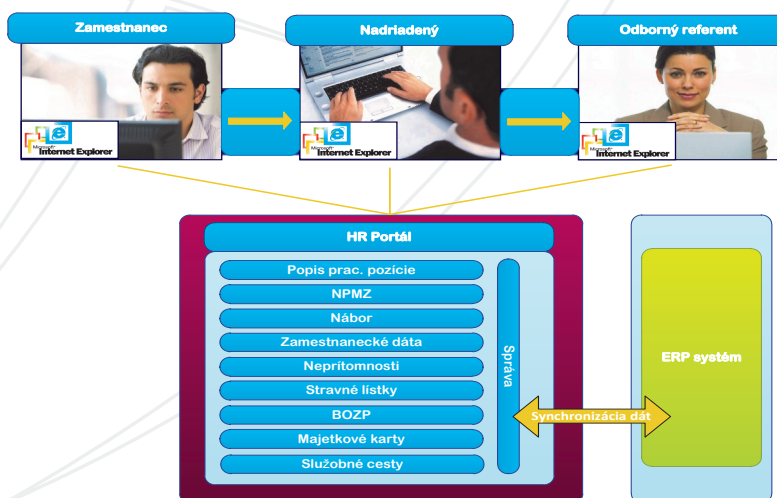 Zamestnanec
Nadriadený
Odborný referent
Microsoft
Internet Explorer
Microsoft
Internet Explorer
Microsoft
Internet Explorer
HR Portál
Popis prac. pozície
NPMZ
Nábor
Zamestnanecké dáta
Neprítomnosti
Stravné lístky
BOZP
Majetkové karty
Služobné cesty
Správa
Synchronizácia dát
ERP systém